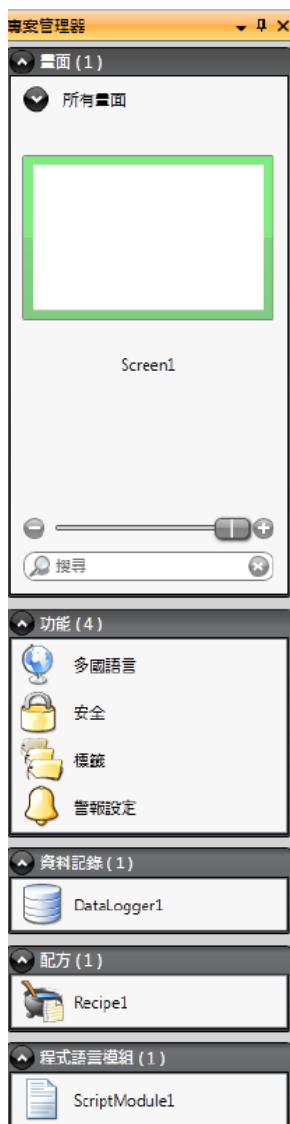 專案管理器
畫面 (1)
所有畫面
Screen1
搜尋
功能 (4)
多國語言
安全
標籤
警報設定
資料記錄 (1)
DataLogger1
配方 (1)
Recipe1
程式語言模組 (1)
ScriptModule1